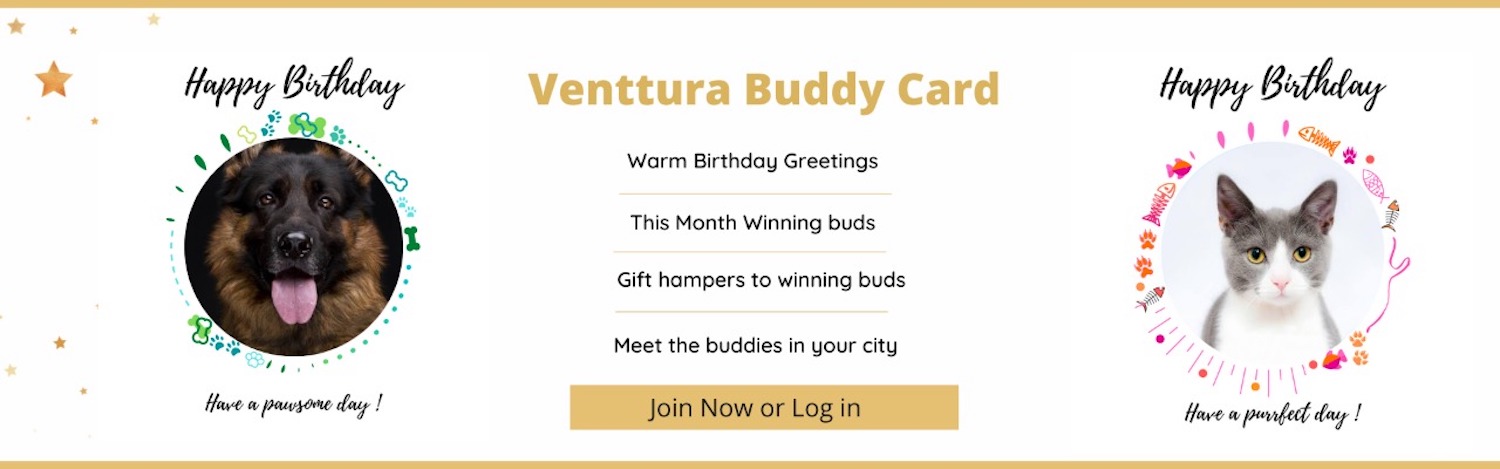 Happy Birthday
Have a pawsome day !
Venttura Buddy Card
Warm Birthday Greetings
This Month Winning buds
Gift hampers to winning buds
Meet the buddies in your city
Join Now or Log in
Happy Birthday
Have a purrfect day !